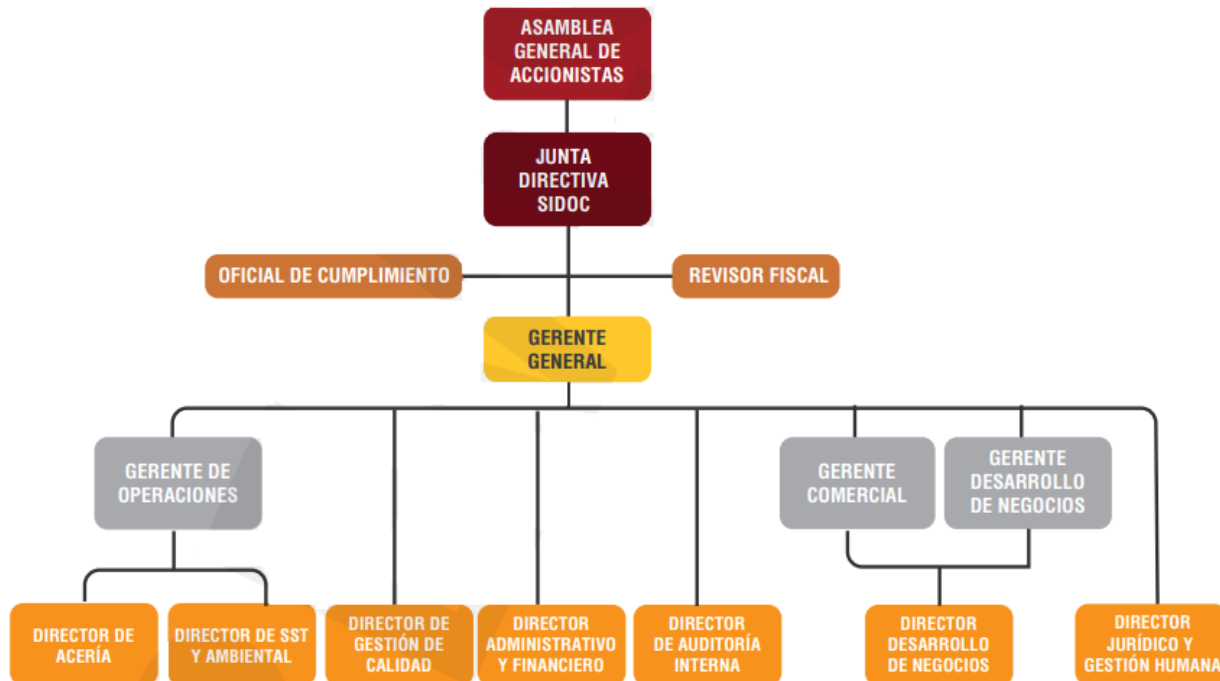 ASAMBLEA
GENERAL DE
ACCIONISTAS
JUNTA
DIRECTIVA
SIDOC
OFICIAL DE CUMPLIMIENTO
REVISOR FISCAL
GERENTE
GENERAL
GERENTE DE
OPERACIONES
GERENTE
COMERCIAL
GERENTE
DESARROLLO
DE NEGOCIOS
DIRECTOR DE
ACERÍA
DIRECTOR DE SST
Y AMBIENTAL
DIRECTOR DE
GESTIÓN DE
CALIDAD
DIRECTOR
ADMINISTRATIVO
Y FINANCIERO
DIRECTOR
DE AUDITORÍA
INTERNA
DIRECTOR
DESARROLLO
DE NEGOCIOS
DIRECTOR
JURÍDICO Y
GESTIÓN HUMANA